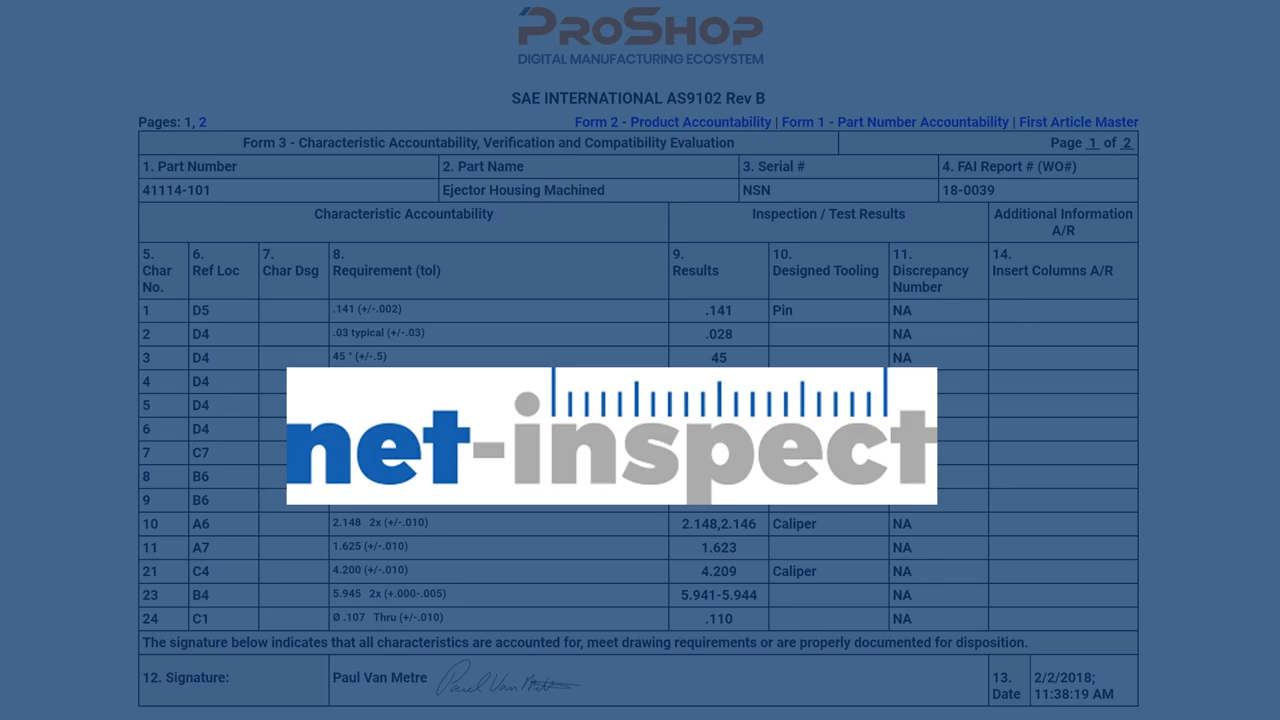 PROSHOP
DIGITAL MANUFACTURING ECOSYSTEM
SAE INTERNATIONAL AS9102 Rev B
Pages: 1, 2 Form 2 - Product Accountability | Form 1 - Part Number Accountability | First Article Master
Form 3 - Characteristic Accountability, Verification and Compatibility Evaluation Page 1 of 2
1. Part Number 2. Part Name 3. Serial # 4. FAI Report # (WO#)
41114-101 Ejector Housing Machined NSN 18-0039
Characteristic Accountability Inspection / Test Results Additional Information A/R
5. Char No. 6. Ref Loc 7. Char Dsg 8. Requirement (tol) 9. Results 10. Designed Tooling 11. Discrepancy Number 14. Insert Columns A/R
1 D5 .141 (+/-.002) .141 Pin NA
2 D4 .03 typical (+/-.03) .028 NA
3 D4 45 ° (+/-.5) 45 NA
4 D4
5 D4
6 D4
7 C7
8 B6
9 B6
net-inspect
10 A6 2.148 2x (+/-.010) 2.148,2.146 Caliper NA
11 A7 1.625 (+/-.010) 1.623 NA
21 C4 4.200 (+/-.010) 4.209 Caliper NA
23 B4 5.945 2x (+.000-.005) 5.941-5.944 NA
24 C1 Ø .107 Thru (+/-.010) .110 NA
The signature below indicates that all characteristics are accounted for, meet drawing requirements or are properly documented for disposition.
12. Signature: Paul Van Metre Paul Van Metre 13. Date 2/2/2018; 11:38:19 AM